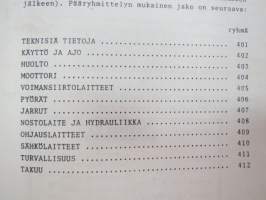 jälkeen). Pääryhmittelyn mukainen jako on seuraava:
ryhmä
TEKNISIÄ TIETOJA . . . . . . . . . . . . . . . . 401
KÄYTTÖ JA AJO . . . . . . . . . . . . . . . . . 402
HUOLTO . . . . . . . . . . . . . . . . . . . . 403
MOOTTORI . . . . . . . . . . . . . . . . . . . 404
VOIMANSIIRTOLAITTEET . . . . . . . . . . . . . 405
PYÖRÄT . . . . . . . . . . . . . . . . . . . . 406
JARRUT . . . . . . . . . . . . . . . . . . . . 407
NOSTOLAITE JA HYDRAULIIKKA . . . . . . . . . . 408
OHJAUSLAITTEET . . . . . . . . . . . . . . . . 409
SÄHKÖLAITTEET . . . . . . . . . . . . . . . . . 410
TURVALLISUUS . . . . . . . . . . . . . . . . . 411
TAKUU . . . . . . . . . . . . . . . . . . . . . 412